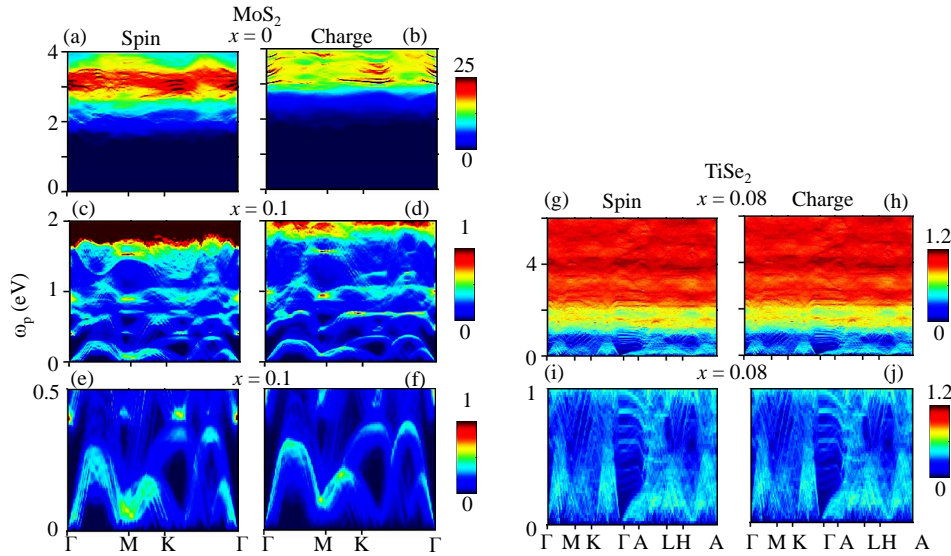 MoS2
(a) Spin x = 0 Charge (b)
4
2
0
25
0
(c) x = 0.1 (d)
2
1
0
1
0
ωp (eV)
(e) x = 0.1 (f)
0.5
0
1
0
Γ M K Γ Γ M K Γ
TiSe2
(g) Spin x = 0.08 Charge (h)
4
0
1.2
0
(i) x = 0.08 (j)
1
0
1.2
0
Γ M K Γ A L H A Γ M K Γ A L H A